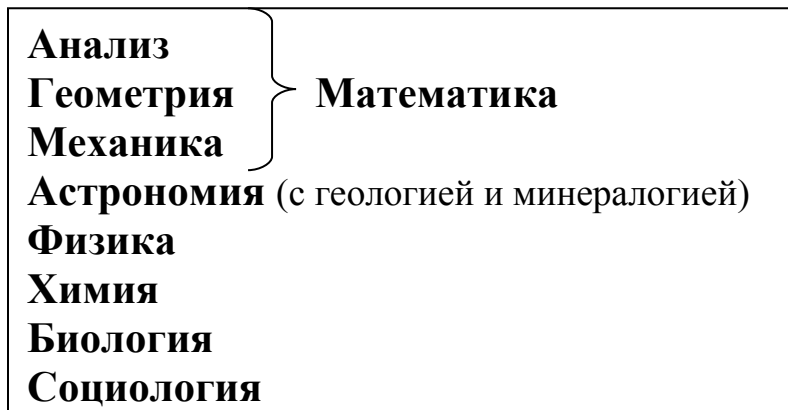 Анализ
Геометрия Математика
Механика
Астрономия (с геологией и минералогией)
Физика
Химия
Биология
Социология